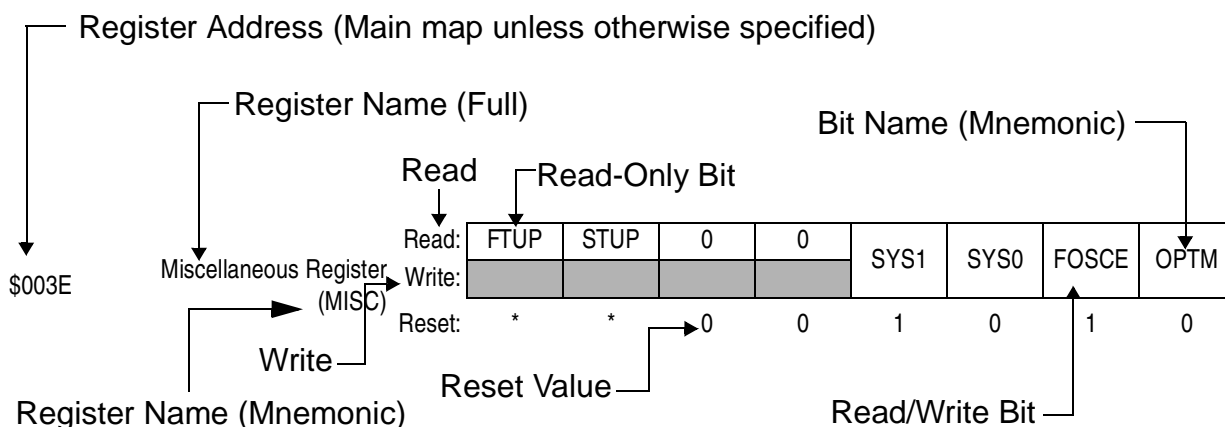 Register Address (Main map unless otherwise specified)
Register Name (Full)
Bit Name (Mnemonic)
Read
Read-Only Bit
Read: FTUP STUP 0 0 SYS1 SYS0 FOSCE OPTM
$003E Miscellaneous Register
(MISC)
Write:
Reset: * * 0 0 1 0 1 0
Write
Reset Value
Register Name (Mnemonic)
Read/Write Bit